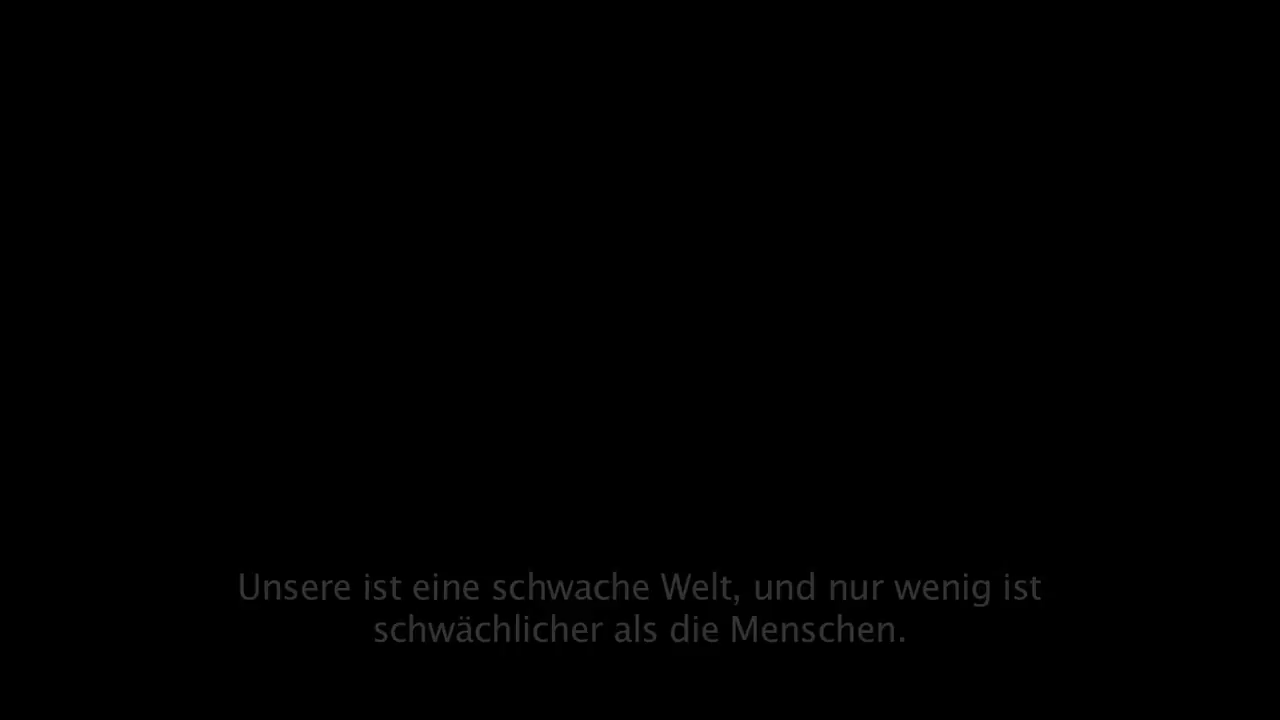 Unsere ist eine schwache Welt, und nur wenig ist
schwächlicher als die Menschen.